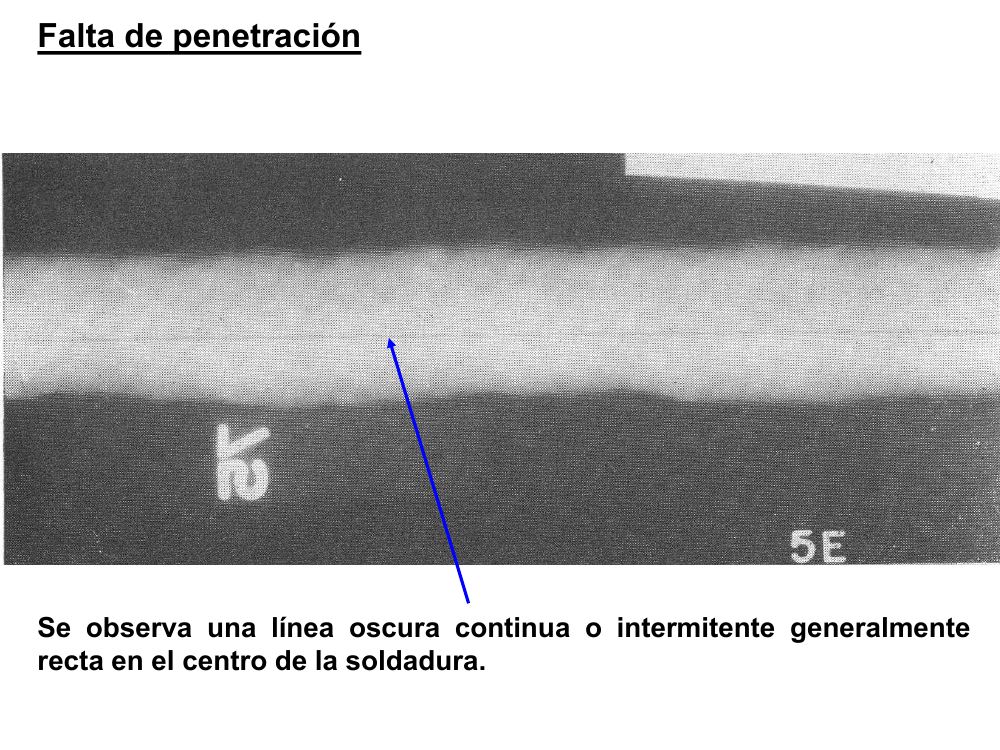 Falta de penetración
V2
5E
Se observa una línea oscura continua o intermitente generalmente
recta en el centro de la soldadura.